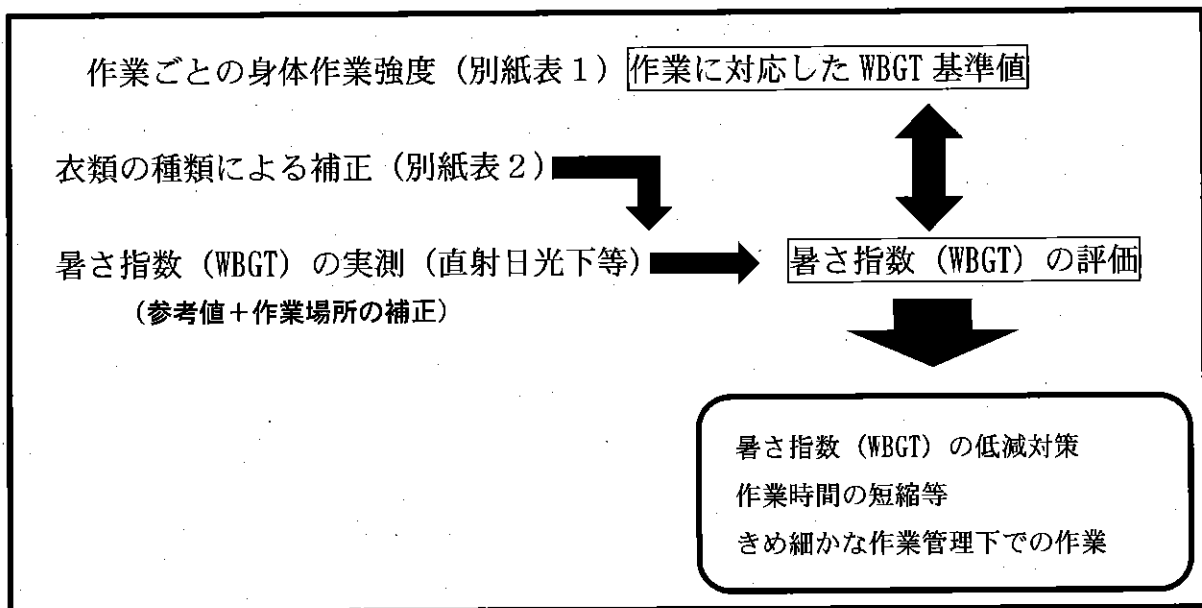 作業ごとの身体作業強度（別紙表１）作業に対応した WBGT 基準値
衣類の種類による補正（別紙表２）
暑さ指数（WBGT）の実測（直射日光下等）
暑さ指数（WBGT）の評価
（参考値＋作業場所の補正）
暑さ指数（WBGT）の低減対策
作業時間の短縮等
きめ細かな作業管理下での作業